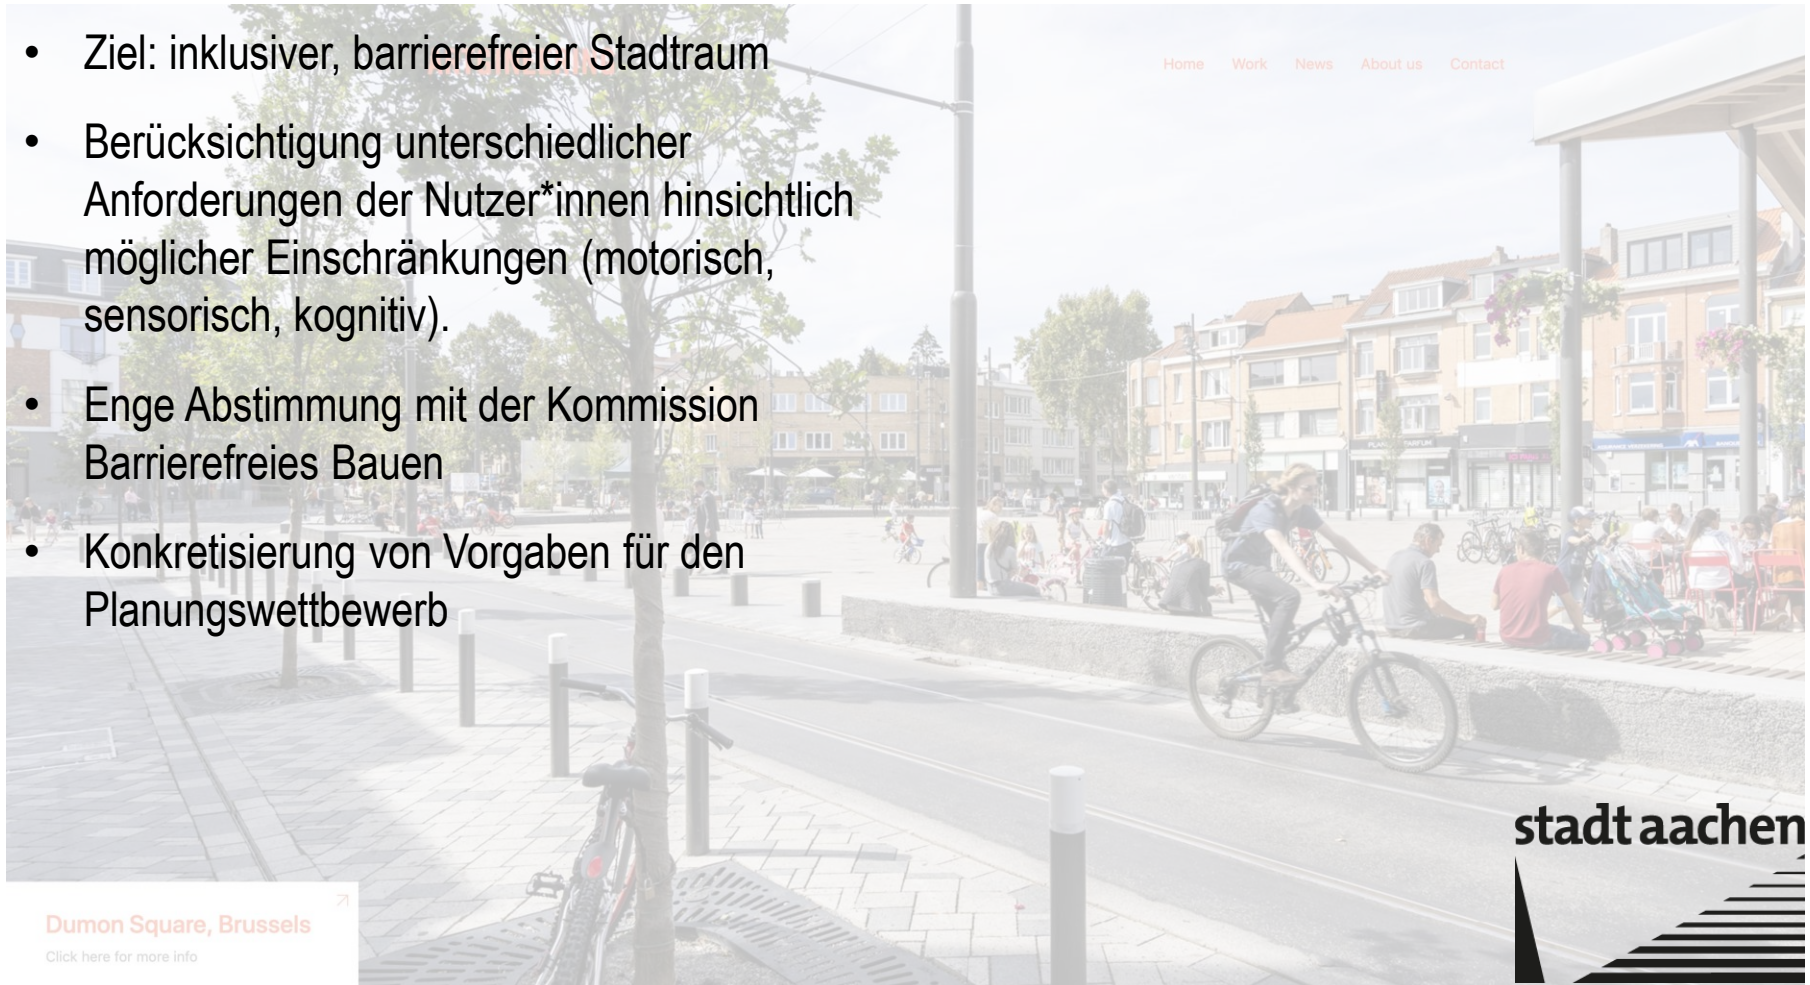 • Ziel: inklusiver, barrierefreier Stadtraum
Home Work News About us Contact
• Berücksichtigung unterschiedlicher
Anforderungen der Nutzer*innen hinsichtlich
möglicher Einschränkungen (motorisch,
sensorisch, kognitiv).
• Enge Abstimmung mit der Kommission
Barrierefreies Bauen
• Konkretisierung von Vorgaben für den
Planungswettbewerb
stadt aachen
Dumon Square, Brussels
Click here for more info